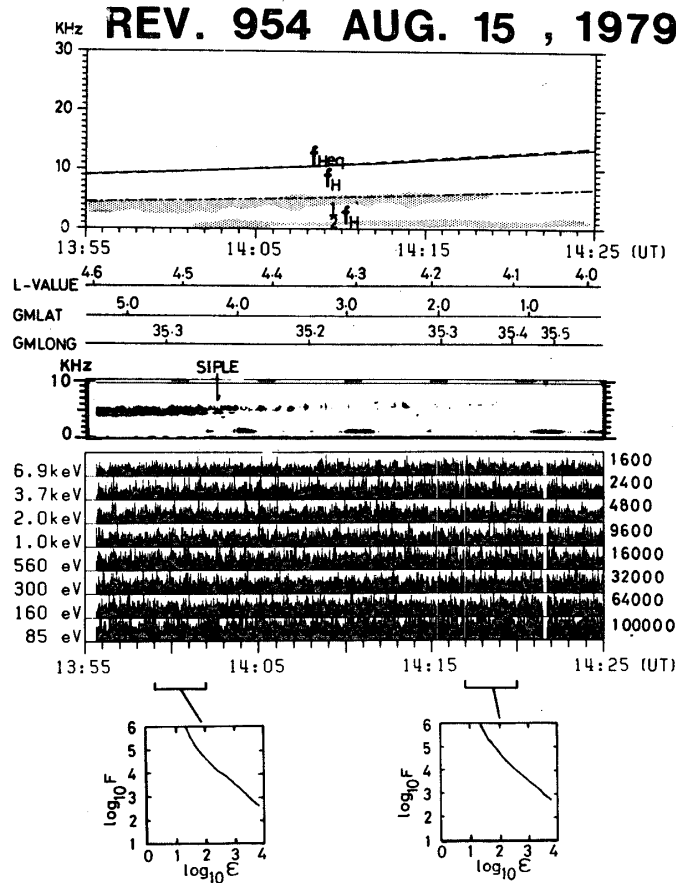 REV. 954 AUG. 15 , 1979
KHz
30
20
10
0
fHeq
fH
1/2 fH
13:55 14:05 14:15 14:25 (UT)
L-VALUE 4.6 4.5 4.4 4.3 4.2 4.1 4.0
GMLAT 5.0 4.0 3.0 2.0 1.0
GMLONG 35.3 35.2 35.3 35.4 35.5
KHz SIPLE
10
0
6.9keV 1600
3.7keV 2400
2.0keV 4800
1.0keV 9600
560 eV 16000
300 eV 32000
160 eV 64000
85 eV 100000
13:55 14:05 14:15 14:25 (UT)
log10F
6
5
4
3
2
1
0 1 2 3 4
log10ε
log10F
6
5
4
3
2
1
0 1 2 3 4
log10ε